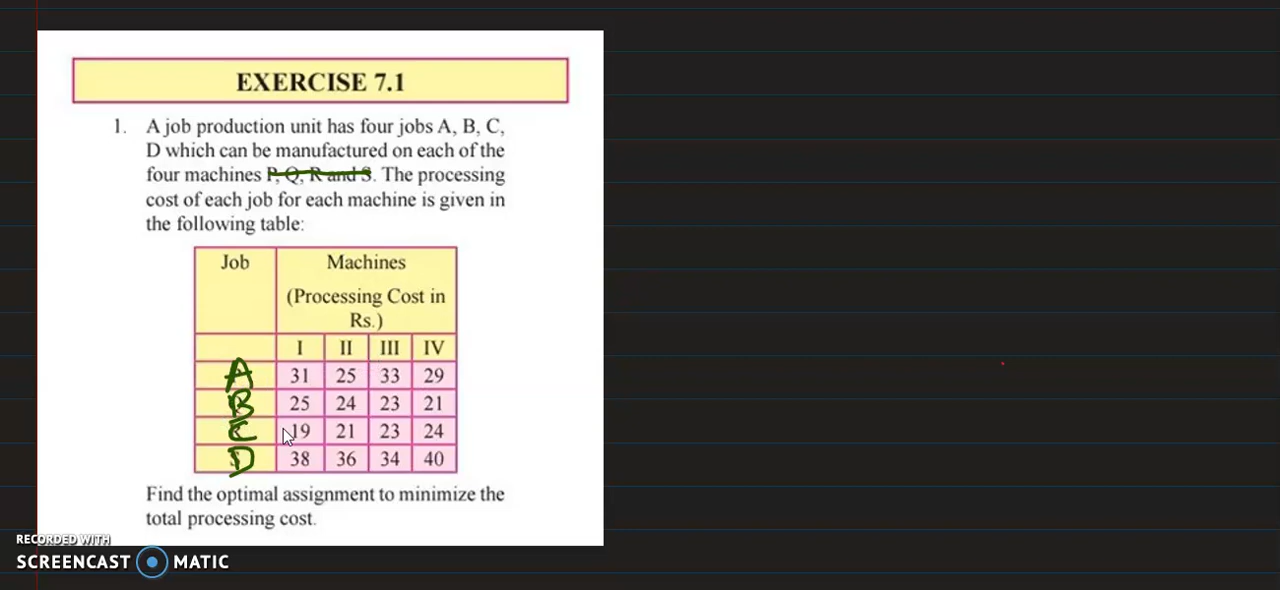 EXERCISE 7.1
1. A job production unit has four jobs A, B, C,
D which can be manufactured on each of the
four machines P, Q, R and S. The processing
cost of each job for each machine is given in
the following table:
Job Machines
(Processing Cost in
Rs.)
I II III IV
A 31 25 33 29
B 25 24 23 21
C 19 21 23 24
D 38 36 34 40
Find the optimal assignment to minimize the
total processing cost.
RECORDED WITH
SCREENCAST MATIC